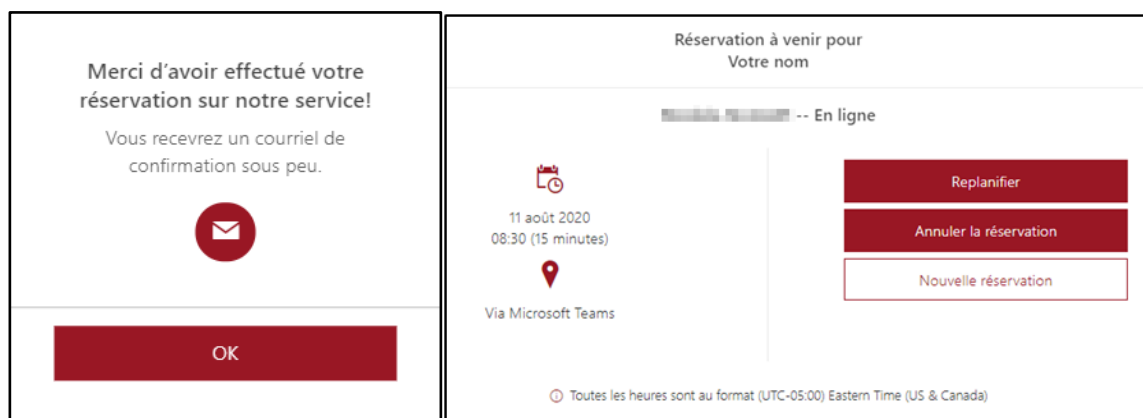 Merci d'avoir effectué votre
réservation sur notre service!
Vous recevrez un courriel de
confirmation sous peu.
OK
Réservation à venir pour
Votre nom
-- En ligne
11 août 2020
08:30 (15 minutes)
Via Microsoft Teams
Replanifier
Annuler la réservation
Nouvelle réservation
Toutes les heures sont au format (UTC-05:00) Eastern Time (US & Canada)